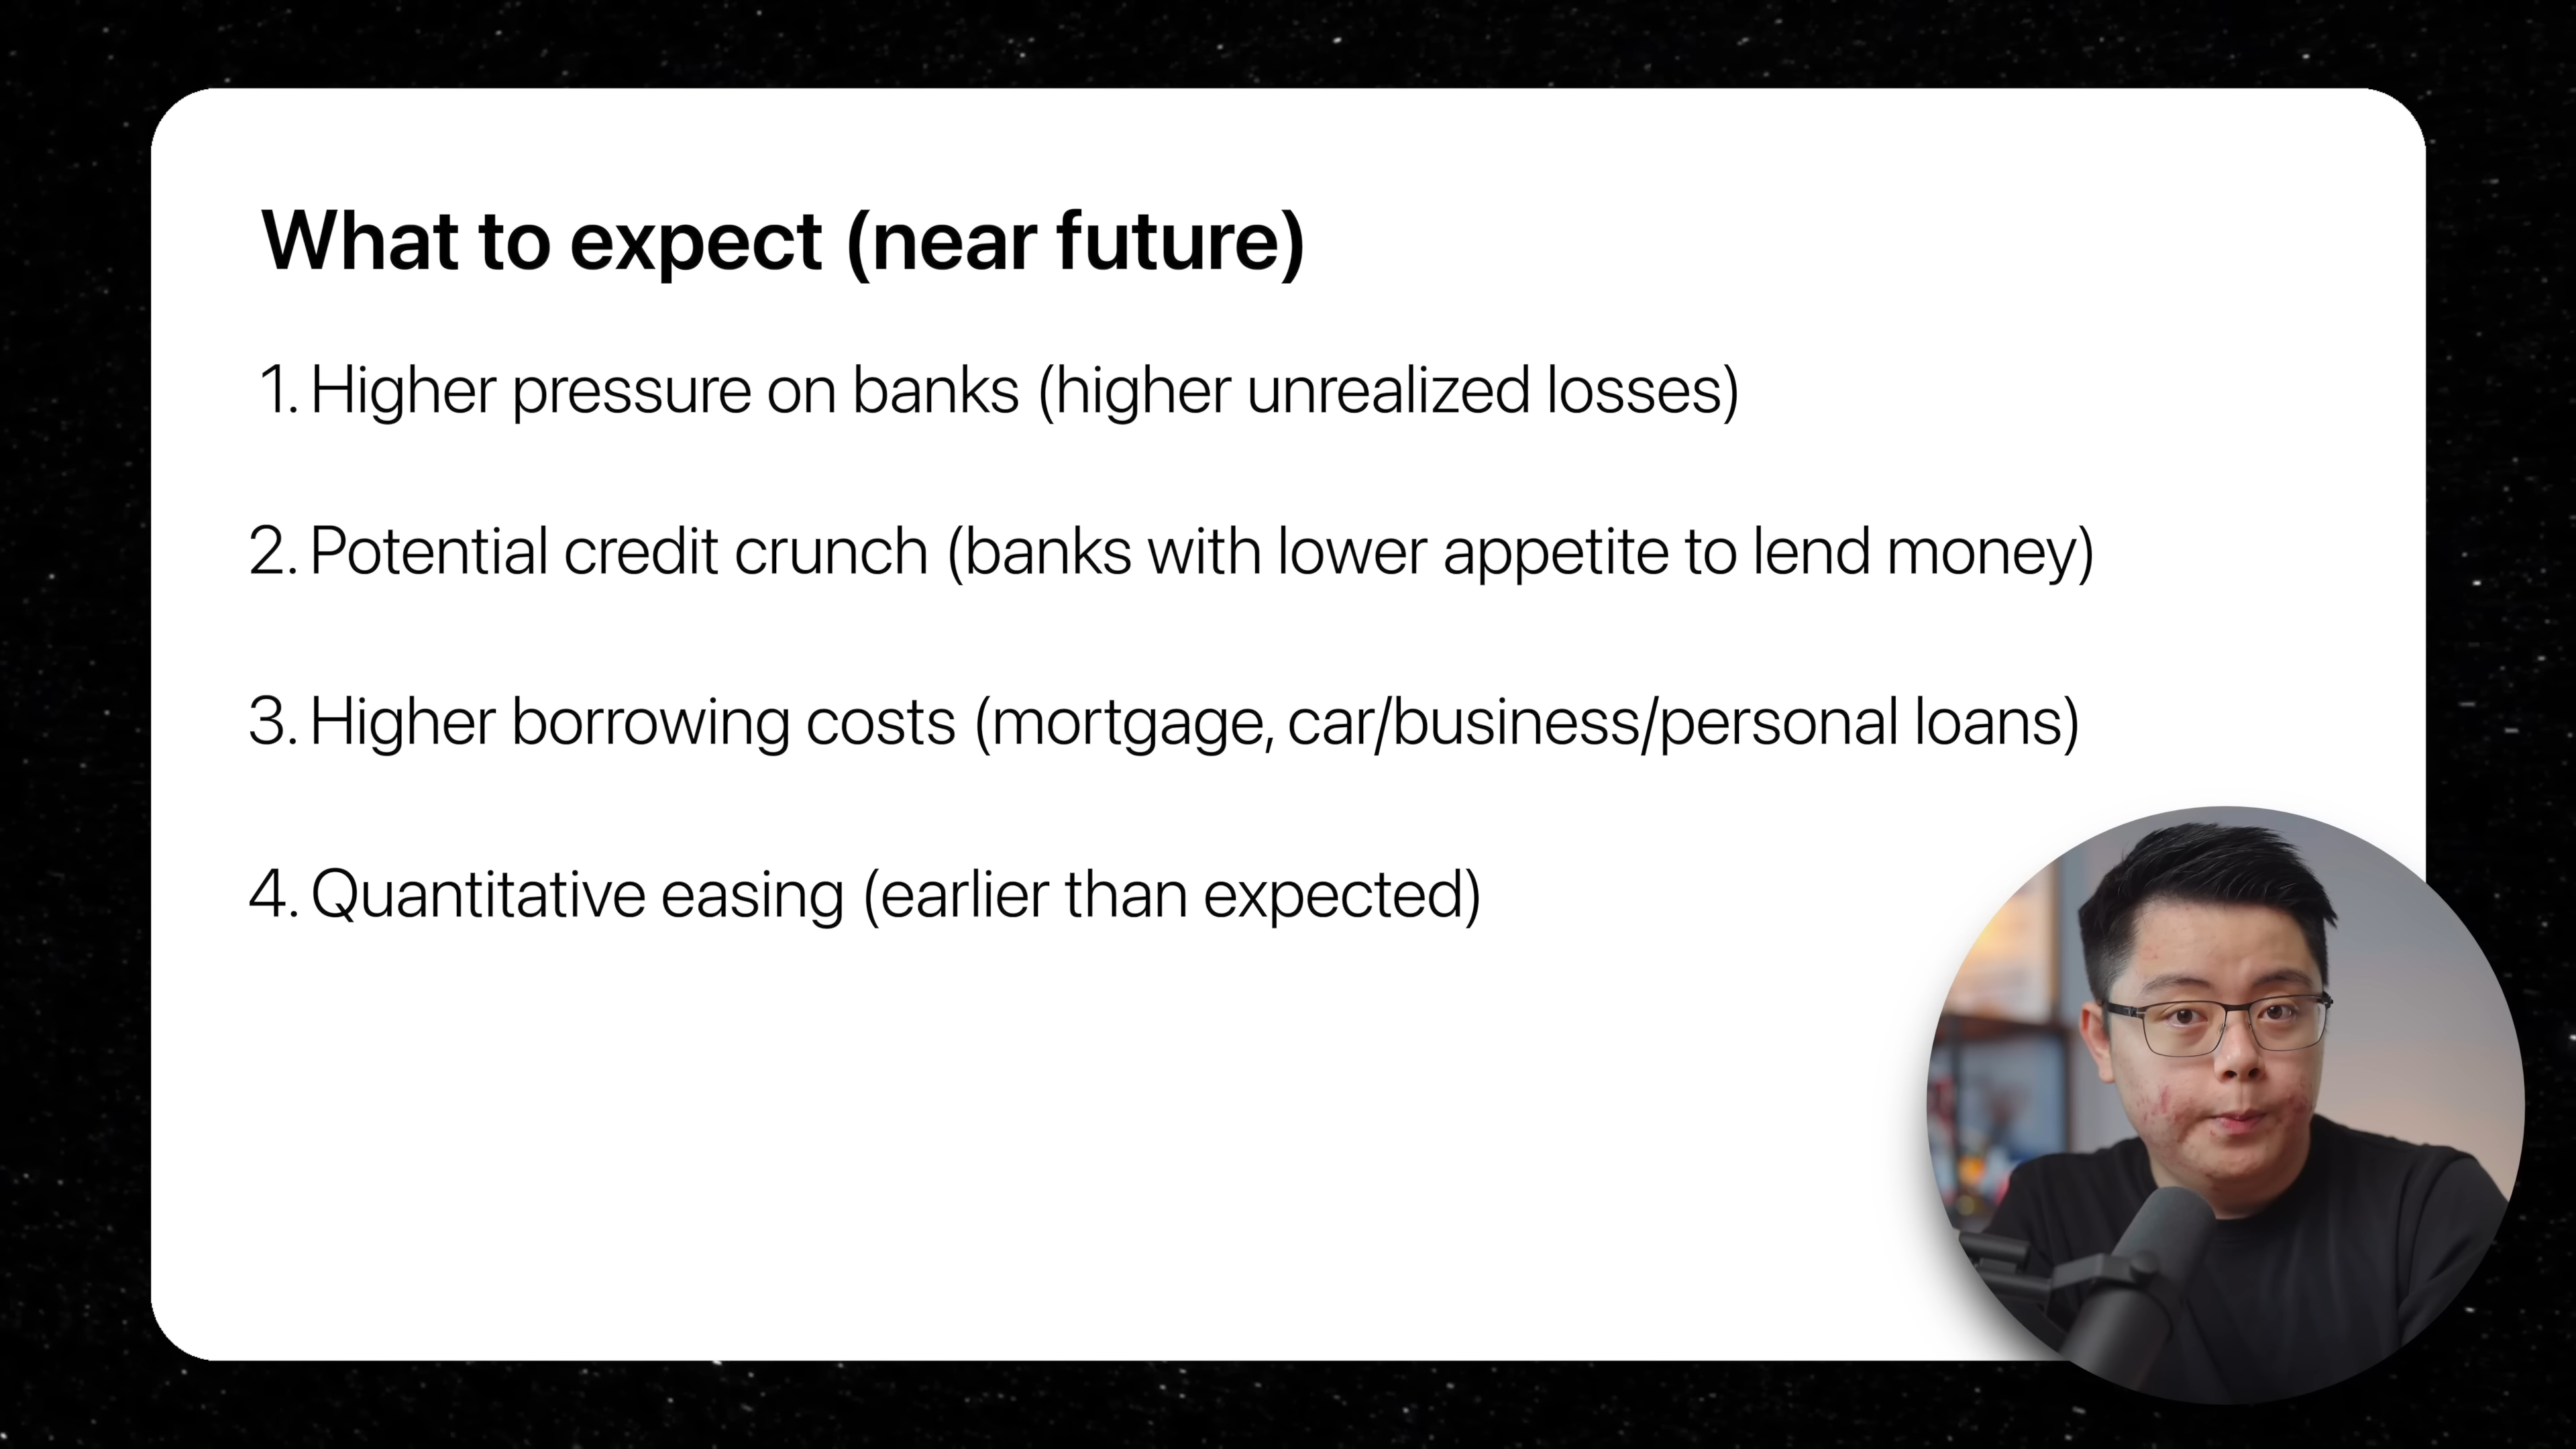 What to expect (near future)
1. Higher pressure on banks (higher unrealized losses)
2. Potential credit crunch (banks with lower appetite to lend money)
3. Higher borrowing costs (mortgage, car/business/personal loans)
4. Quantitative easing (earlier than expected)